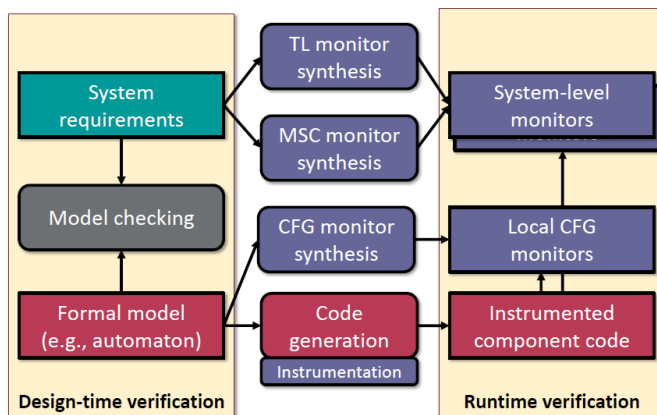 TL monitor
synthesis
System
requirements
System-level
monitors
MSC monitor
synthesis
Model checking
CFG monitor
synthesis
Local CFG
monitors
Formal model
(e.g., automaton)
Code
generation
Instrumented
component code
Instrumentation
Design-time verification
Runtime verification